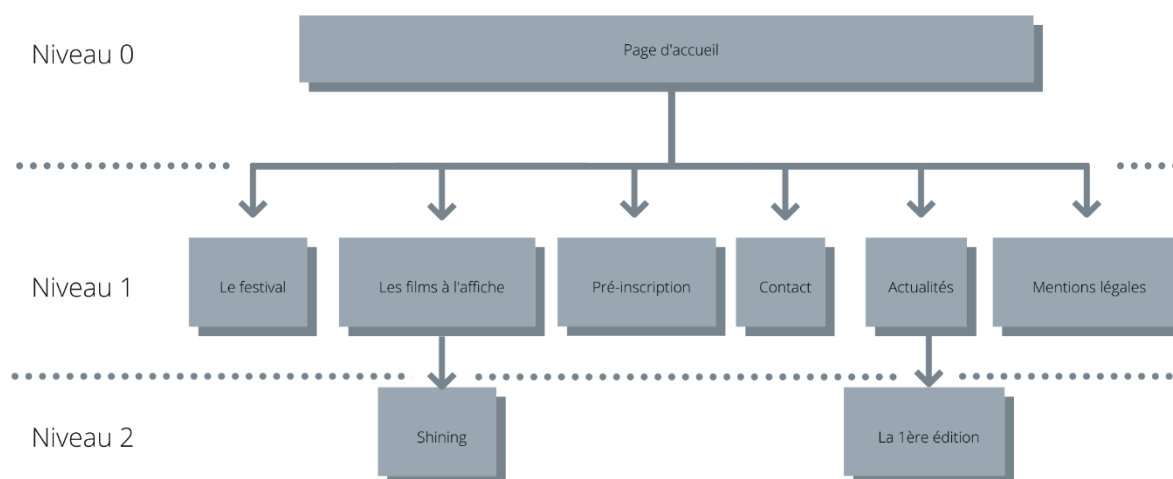 Niveau 0
Page d'accueil
Niveau 1
Le festival
Les films à l'affiche
Pré-inscription
Contact
Actualités
Mentions légales
Niveau 2
Shining
La 1ère édition